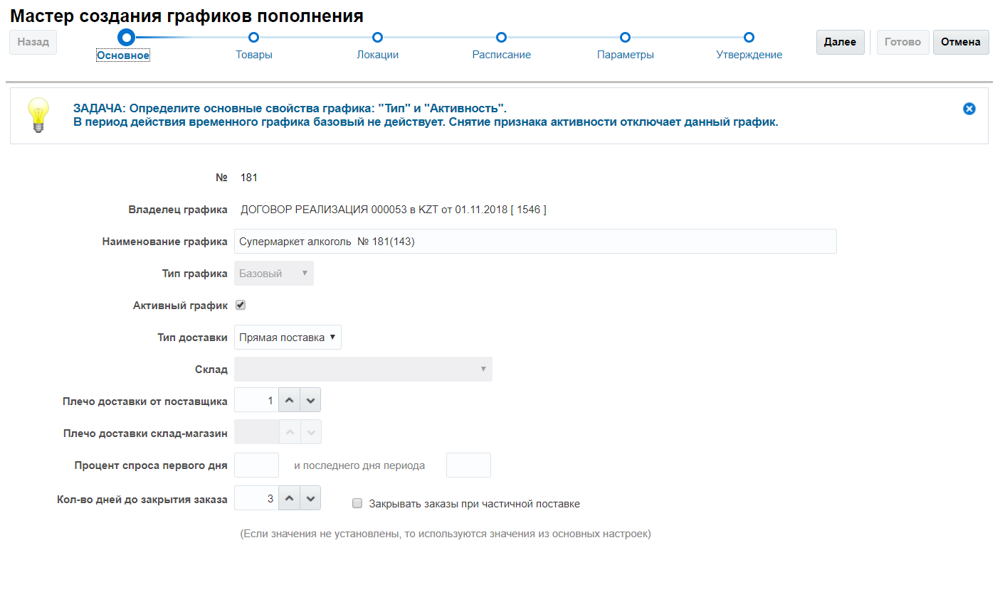 Мастер создания графиков пополнения
Назад
Основное
Товары
Локации
Расписание
Параметры
Утверждение
Далее
Готово
Отмена
ЗАДАЧА: Определите основные свойства графика: "Тип" и "Активность".
В период действия временного графика базовый не действует. Снятие признака активности отключает данный график.
№ 181
Владелец графика ДОГОВОР РЕАЛИЗАЦИЯ 000053 в KZT от 01.11.2018 [ 1546 ]
Наименование графика Супермаркет алкоголь № 181(143)
Тип графика Базовый
Активный график
Тип доставки Прямая поставка
Склад
Плечо доставки от поставщика 1
Плечо доставки склад-магазин
Процент спроса первого дня и последнего дня периода
Кол-во дней до закрытия заказа 3 Закрывать заказы при частичной поставке
(Если значения не установлены, то используются значения из основных настроек)